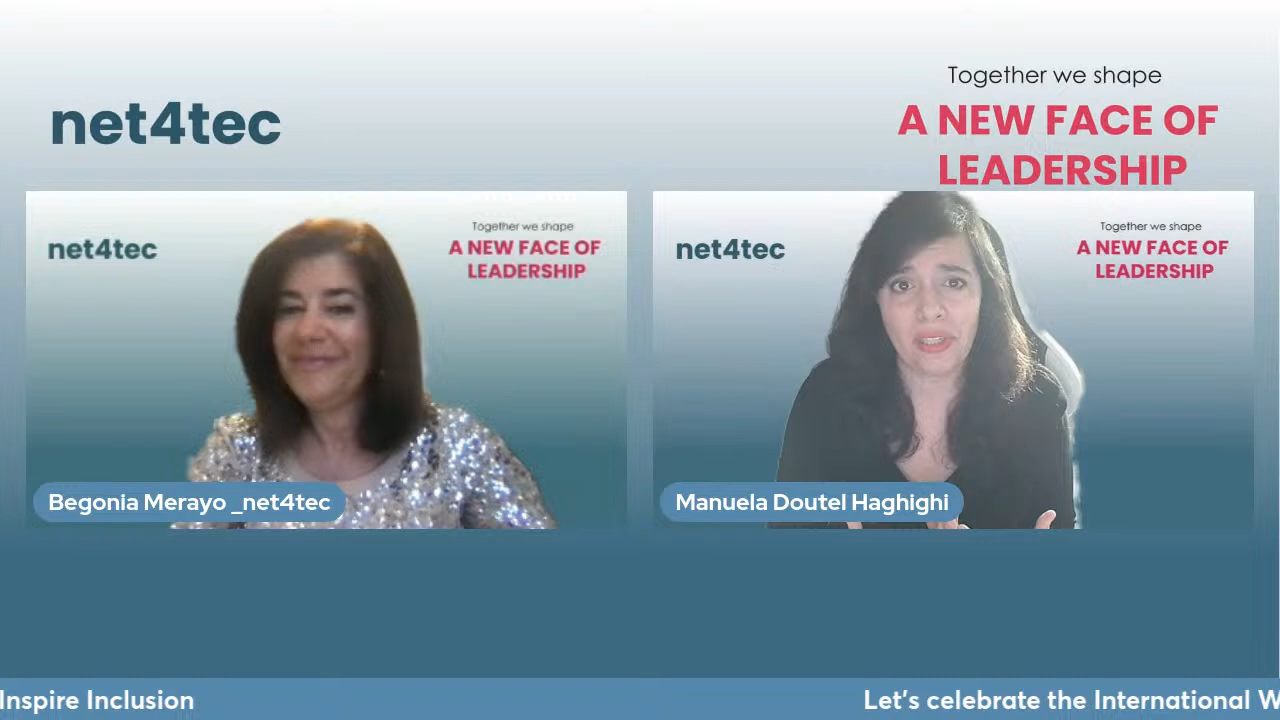 Together we shape
net4tec
A NEW FACE OF
LEADERSHIP
net4tec
Together we shape
A NEW FACE OF
LEADERSHIP
Begonia Merayo _net4tec
net4tec
Together we shape
A NEW FACE OF
LEADERSHIP
Manuela Doutel Haghighi
Inspire Inclusion
Let's celebrate the International W